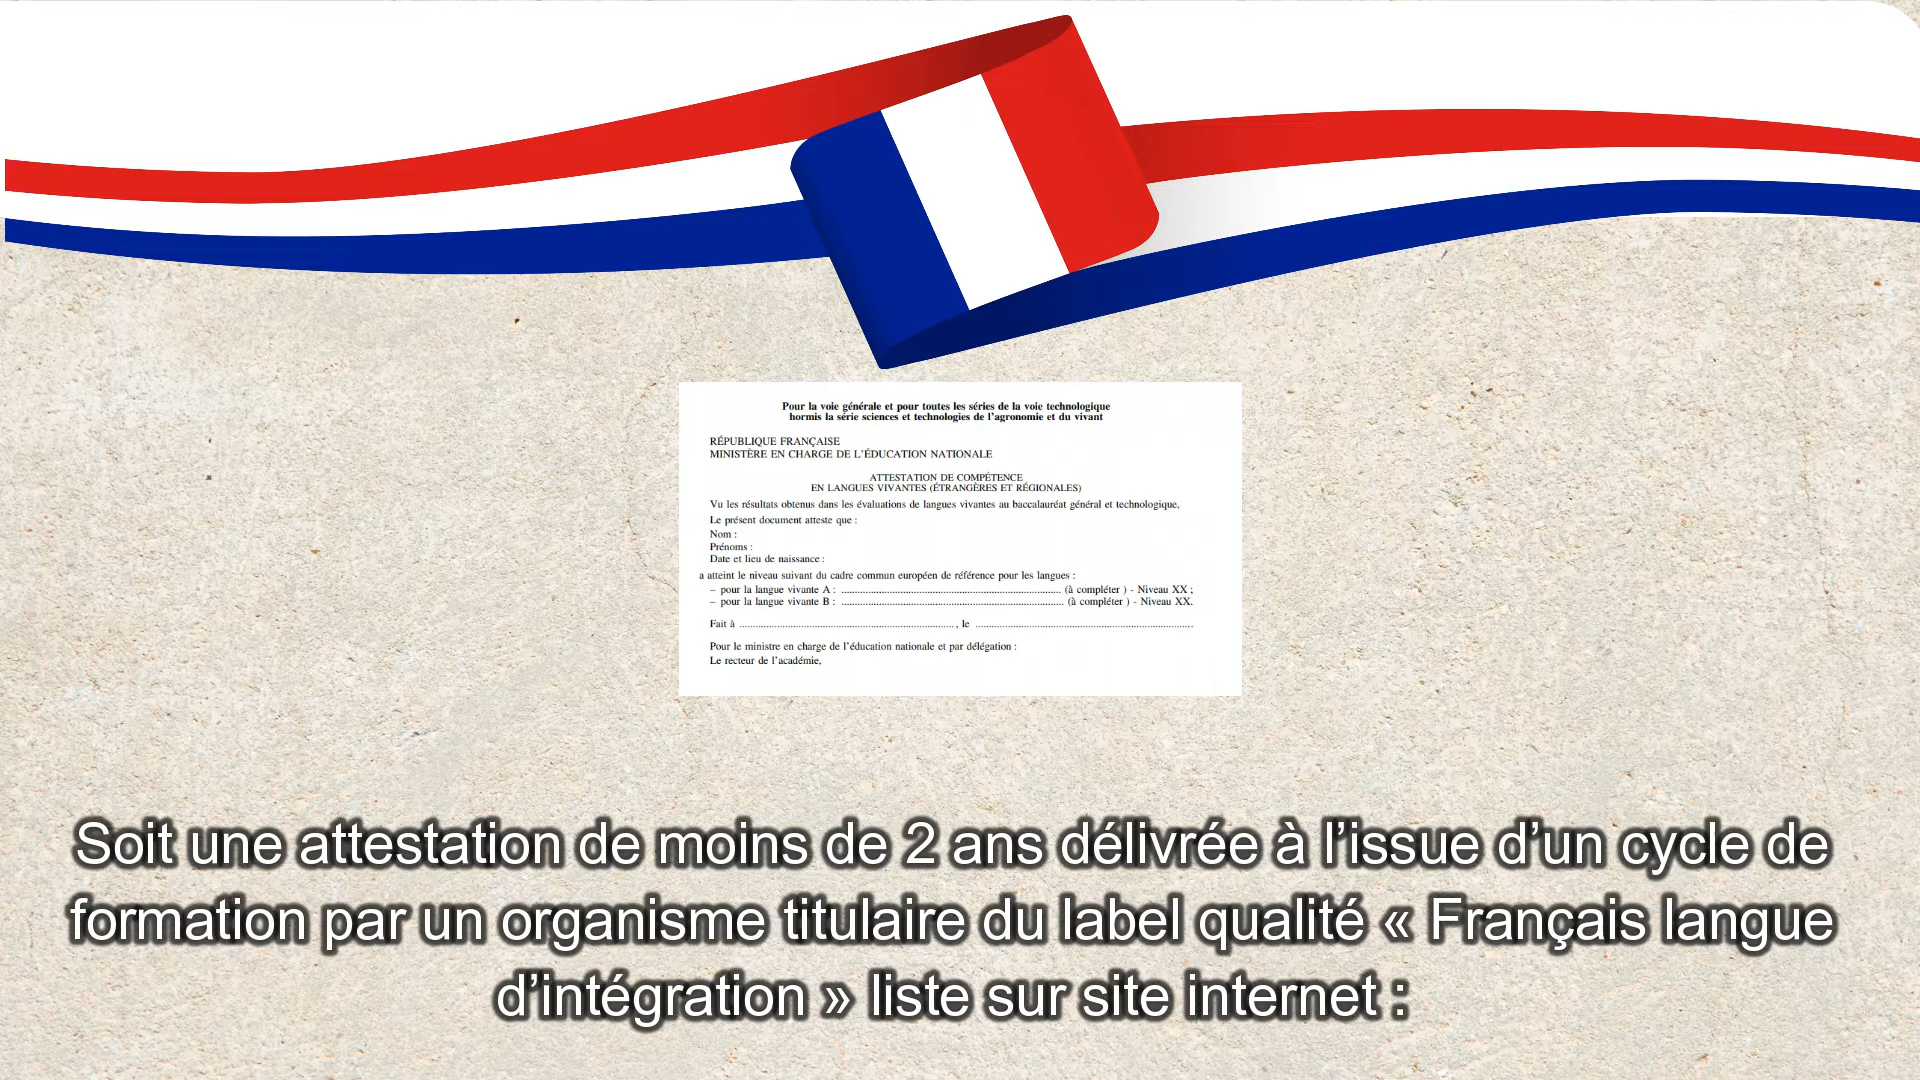 Pour la voie générale et pour toutes les séries de la voie technologique
hormis la série sciences et technologies de l'agronomie et du vivant
RÉPUBLIQUE FRANÇAISE
MINISTÈRE EN CHARGE DE L'ÉDUCATION NATIONALE
ATTESTATION DE COMPÉTENCE
EN LANGUES VIVANTES (ÉTRANGÈRES ET RÉGIONALES)
Vu les résultats obtenus dans les évaluations de langues vivantes au baccalauréat général et technologique,
Le présent document atteste que :
Nom :
Prénoms :
Date et lieu de naissance :
a atteint le niveau suivant du cadre commun européen de référence pour les langues :
– pour la langue vivante A : ................................................................................ (à compléter ) - Niveau XX ;
– pour la langue vivante B : ................................................................................ (à compléter ) - Niveau XX.
Fait à ................................................................................ , le ................................................................................
Pour le ministre en charge de l'éducation nationale et par délégation :
Le recteur de l'académie,
Soit une attestation de moins de 2 ans délivrée à l’issue d’un cycle de
formation par un organisme titulaire du label qualité « Français langue
d’intégration » liste sur site internet :